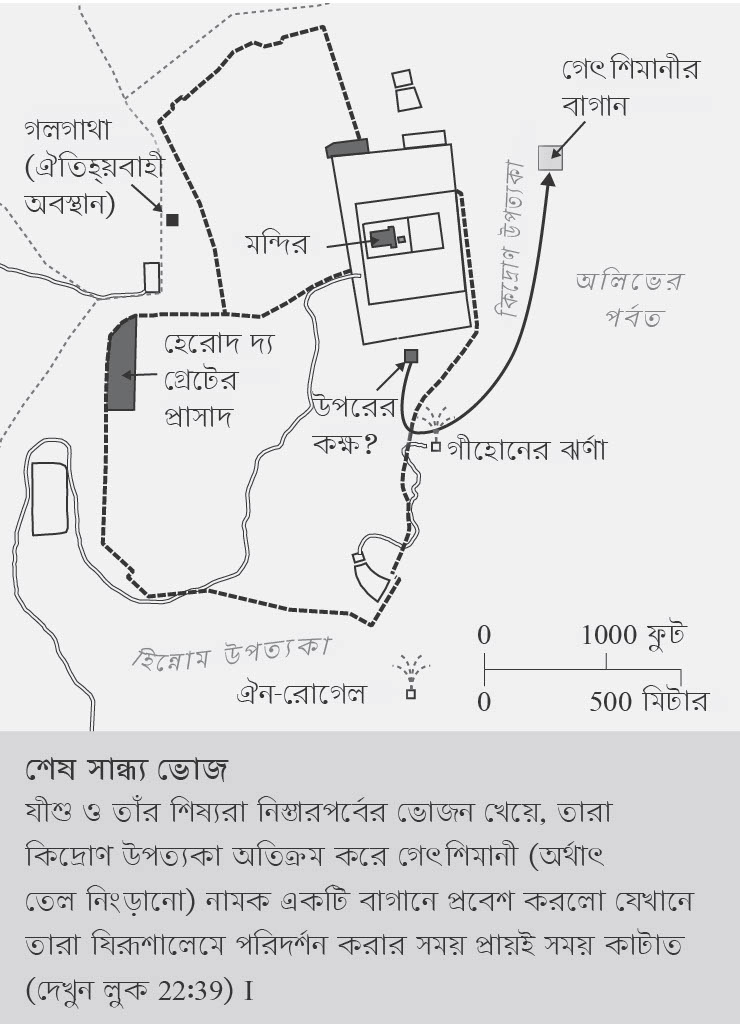 গেৎশিমানীর
বাগান
গলগাথা
(ঐতিহ্যবাহী
অবস্থান)
কিদ্রোণ উপত্যকা
মন্দির
অলিভের
পর্বত
হেরোদ দ্য
গ্রেটের
প্রাসাদ
উপরের
কক্ষ?
গীহোনের ঝর্ণা
হিন্নোম উপত্যকা
ঐন-রোগেল
0 1000 ফুট
0 500 মিটার
শেষ সান্ধ্য ভোজ
যীশু ও তাঁর শিষ্যরা নিস্তারপর্বের ভোজন খেয়ে, তারা
কিদ্রোণ উপত্যকা অতিক্রম করে গেৎশিমানী (অর্থাৎ
তেল নিংড়ানো) নামক একটি বাগানে প্রবেশ করলো যেখানে
তারা যিরূশালেমে পরিদর্শন করার সময় প্রায়ই সময় কাটাত
(দেখুন লুক 22:39) I